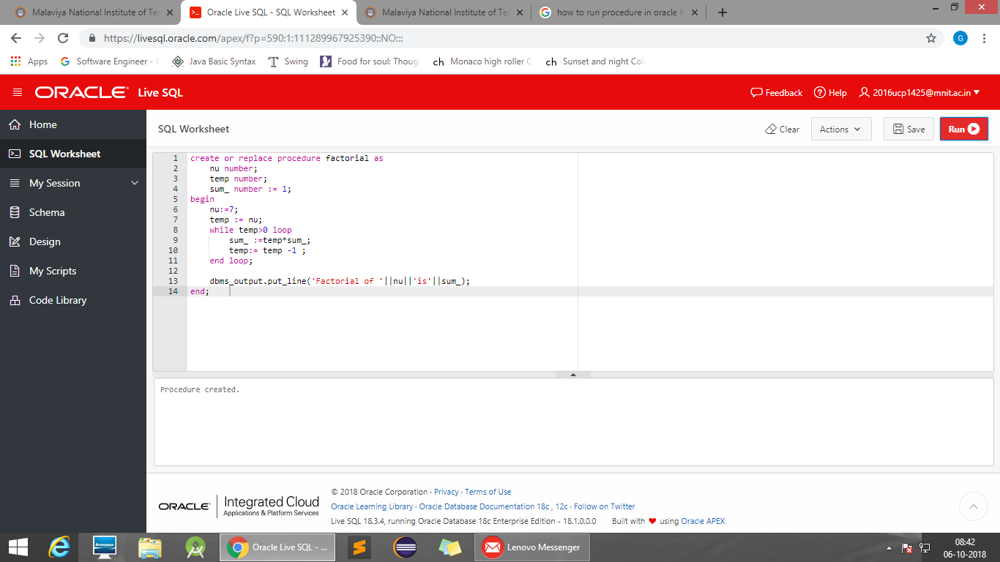 Malaviya National Institute of Tec
Oracle Live SQL - SQL Worksheet
Malaviya National Institute of Tec
how to run procedure in oracle li
https://livesql.oracle.com/apex/f?p=590:1:111289967925390::NO:::
G
Apps
Software Engineer - C
Java Basic Syntax
Swing
Food for soul: Thoug
ch Monaco high roller C
ch Sunset and night Col
ORACLE Live SQL
Feedback
Help
2016ucp1425@mnit.ac.in
Home
SQL Worksheet
My Session
Schema
Design
My Scripts
Code Library
SQL Worksheet
Clear
Actions
Save
Run
1 create or replace procedure factorial as
2 nu number;
3 temp number;
4 sum_ number := 1;
5 begin
6 nu:=7;
7 temp := nu;
8 while temp>0 loop
9 sum_ :=temp*sum_;
10 temp:= temp -1 ;
11 end loop;
12
13 dbms_output.put_line('Factorial of '||nu||'is'||sum_);
14 end;
Procedure created.
ORACLE Integrated Cloud
Applications & Platform Services
© 2018 Oracle Corporation · Privacy · Terms of Use
Oracle Learning Library · Oracle Database Documentation 18c , 12c · Follow on Twitter
Live SQL 18.3.4, running Oracle Database 18c Enterprise Edition - 18.1.0.0.0 Built with ❤ using Oracle APEX
lenovo
Oracle Live SQL - ...
Lenovo Messenger
08:42
06-10-2018